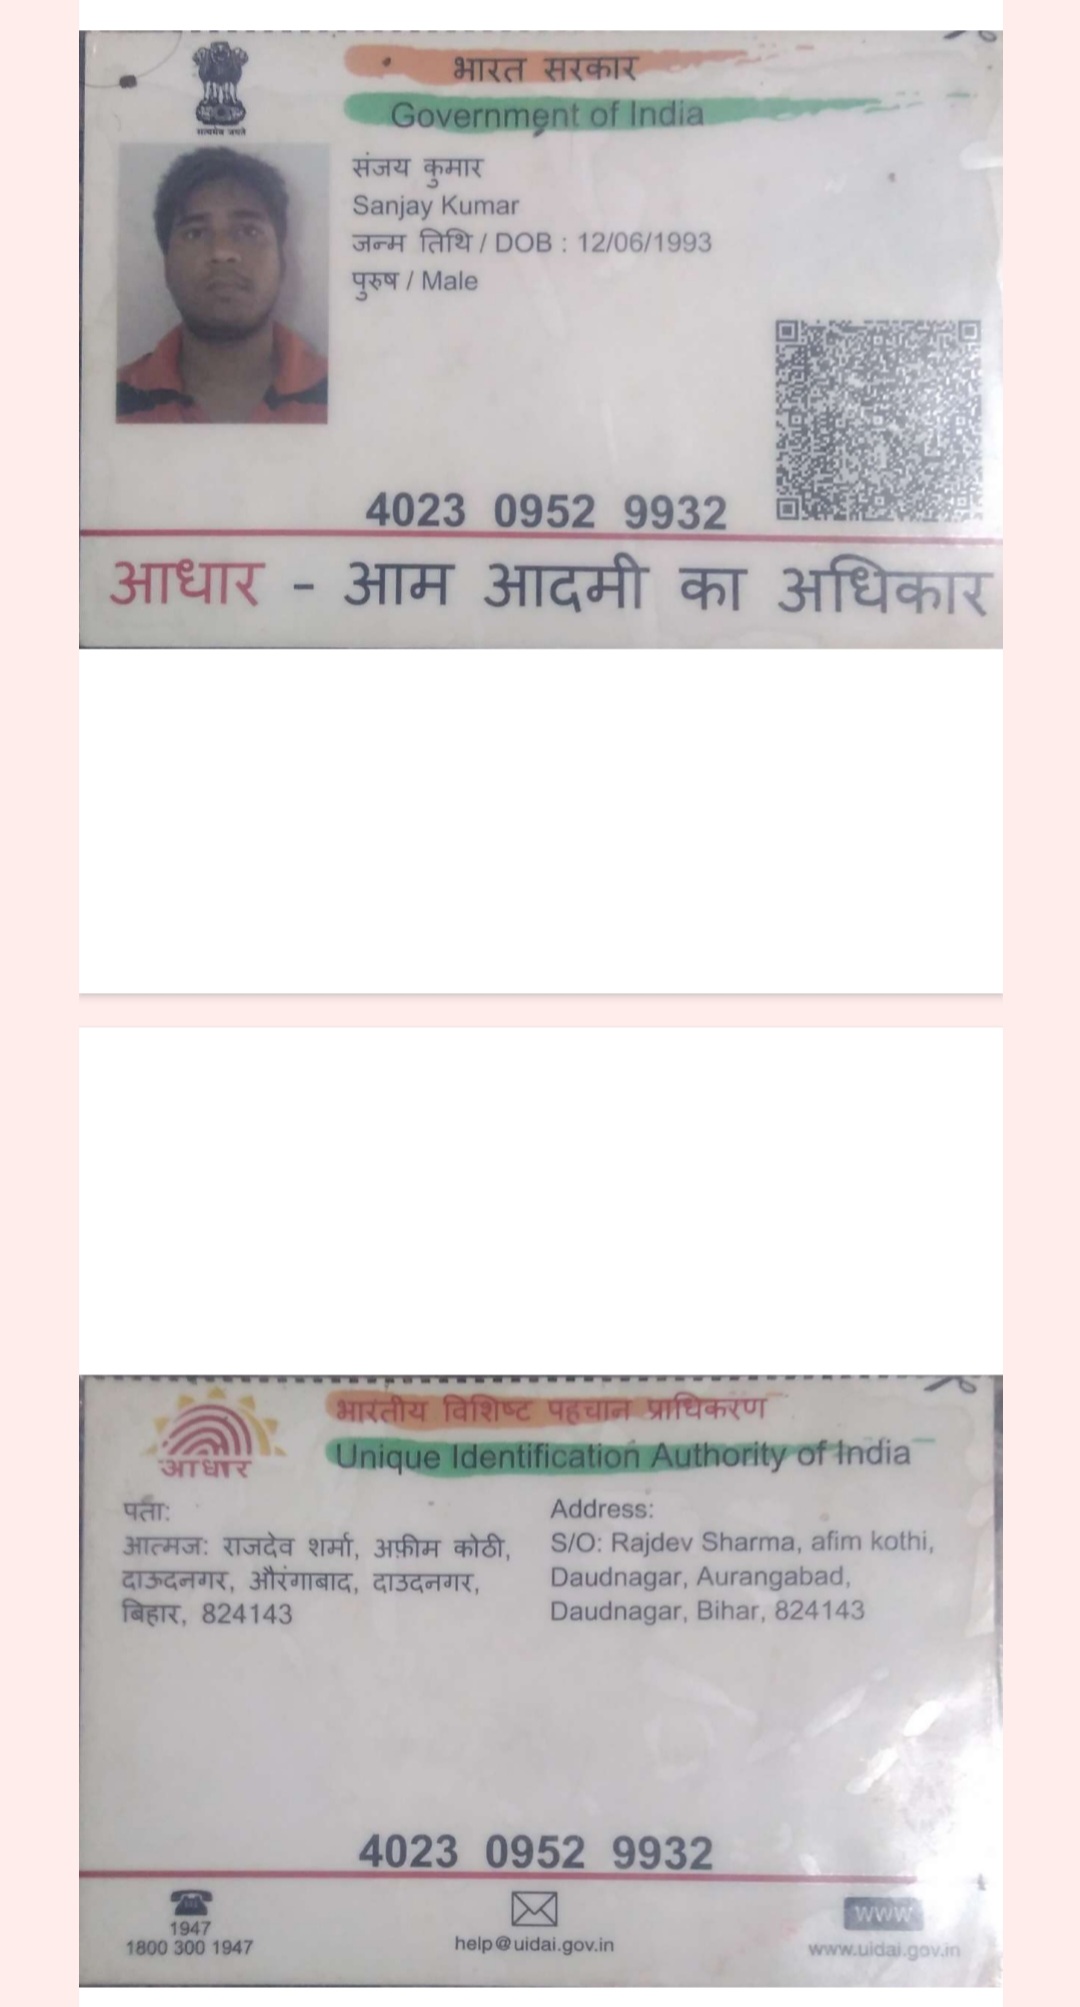 सत्यमेव जयते
भारत सरकार
Government of India
संजय कुमार
Sanjay Kumar
जन्म तिथि / DOB : 12/06/1993
पुरुष / Male
4023 0952 9932
आधार - आम आदमी का अधिकार
भारतीय विशिष्ट पहचान प्राधिकरण
Unique Identification Authority of India
आधार
पता:
आत्मज: राजदेव शर्मा, अफ़ीम कोठी,
दाऊदनगर, औरंगाबाद, दाउदनगर,
बिहार, 824143
Address:
S/O: Rajdev Sharma, afim kothi,
Daudnagar, Aurangabad,
Daudnagar, Bihar, 824143
4023 0952 9932
1947
1800 300 1947
help@uidai.gov.in
www
www.uidai.gov.in